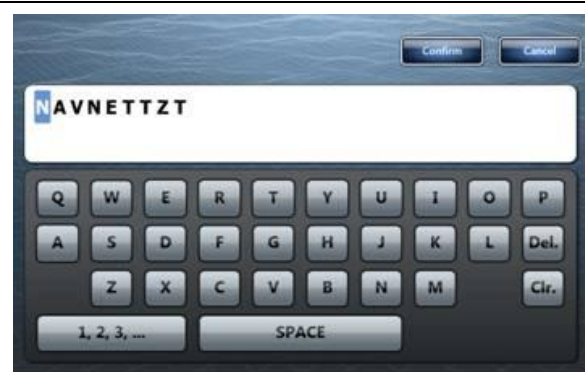 Confirm Cancel
NAVNETTZT
Q W E R T Y U I O P
A S D F G H J K L Del.
Z X C V B N M Clr.
1, 2, 3, ... SPACE